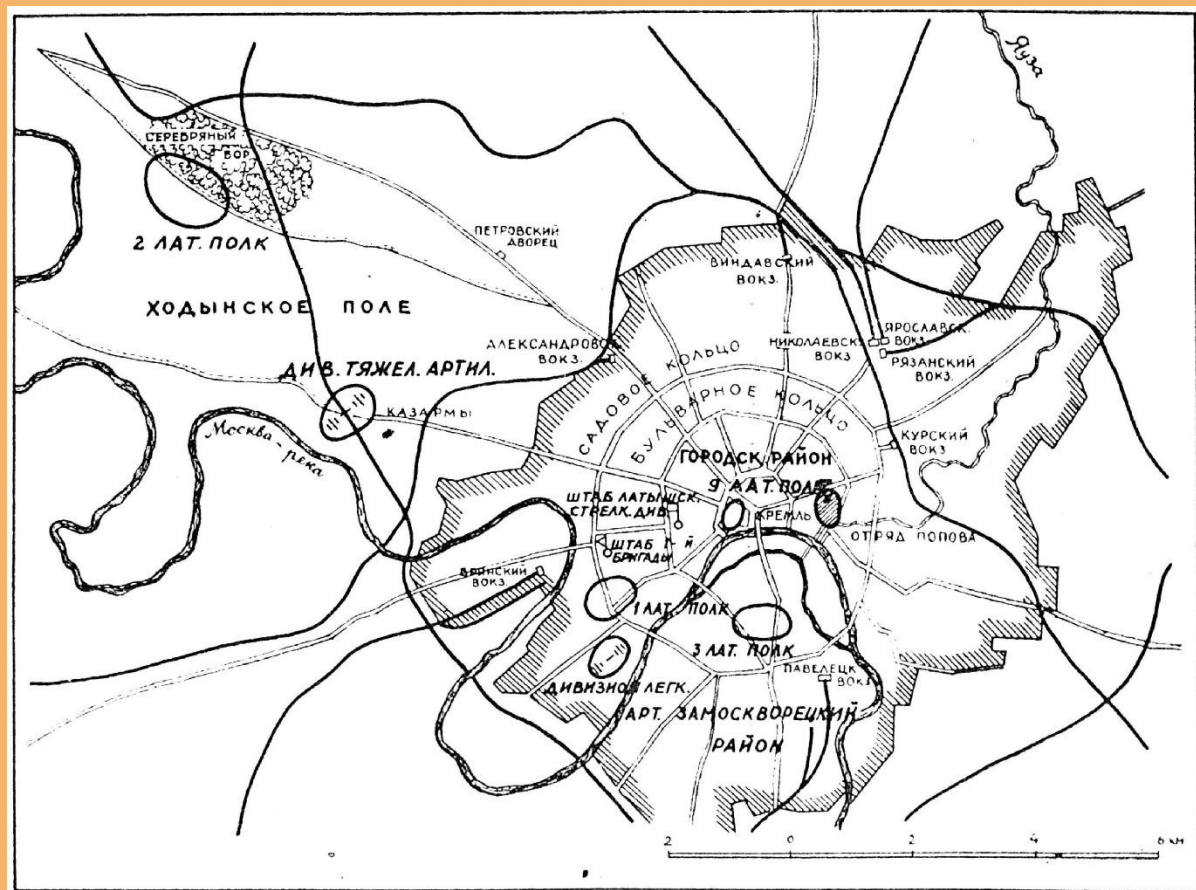 Яуза
СЕРЕБРЯНЫЙ
БОР
2 ЛАТ. ПОЛК
ПЕТРОВСКИЙ
ДВОРЕЦ
ВИНДАВСКИЙ
ВОКЗ.
ХОДЫНСКОЕ ПОЛЕ
АЛЕКСАНДРОВСК.
ВОКЗ.
НИКОЛАЕВСК.
ВОКЗ
ЯРОСЛАВСК.
ВОКЗ.
РЯЗАНСКИЙ
ВОКЗ.
ДИВ. ТЯЖЕЛ. АРТИЛ.
КАЗАРМЫ
САДОВОЕ КОЛЬЦО
БУЛЬВАРНОЕ КОЛЬЦО
Москва-
река
КУРСКИЙ
ВОКЗ
ГОРОДСК. РАЙОН
9 ЛАТ. ПОЛК
ШТАБ ЛАТЫШСК.
СТРЕЛК. ДИВ.
КРЕМЛЬ
ОТРЯД ПОПОВА
ШТАБ 1-й
БРИГАДЫ
БРЯНСКИЙ
ВОКЗ.
1 ЛАТ. ПОЛК
3 ЛАТ. ПОЛК
ПАВЕЛЕЦК
ВОКЗ
ДИВИЗИОН ЛЕГК.
АРТ. ЗАМОСКВОРЕЦКИЙ
РАЙОН
2 0 2 4 6 КМ